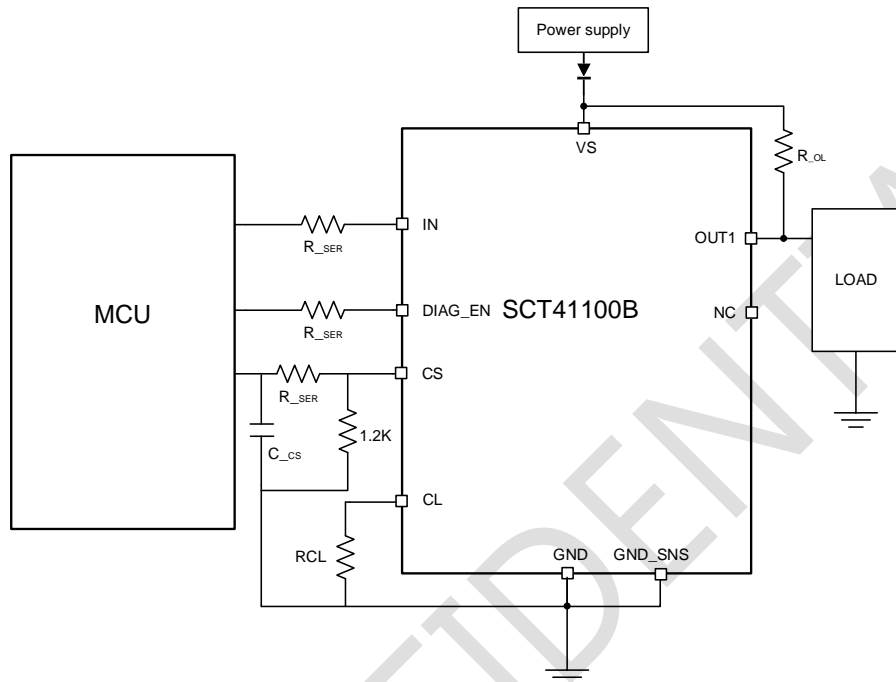 Power supply
VS
R_OL
IN
R_SER
OUT1
LOAD
MCU
DIAG_EN
SCT41100B
NC
R_SER
CS
R_SER
C_CS
1.2K
CL
RCL
GND
GND_SNS